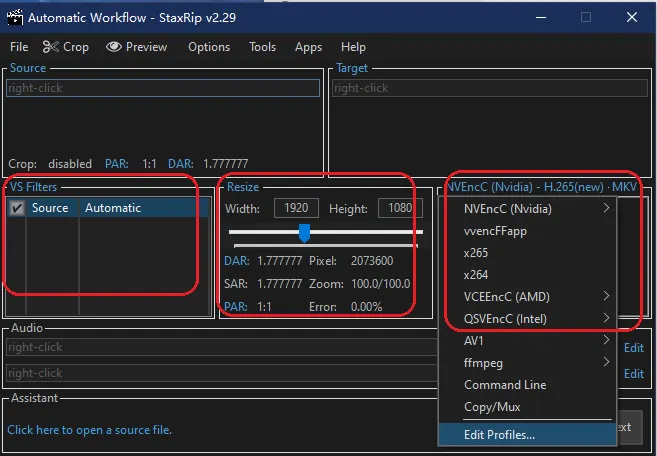 Automatic Workflow - StaxRip v2.29
File Crop Preview Options Tools Apps Help
Source
right-click
Crop: disabled PAR: 1:1 DAR: 1.777777
Target
right-click
VS Filters
Source Automatic
Resize
Width: 1920 Height: 1080
DAR: 1.777777 Pixel: 2073600
SAR: 1.777777 Zoom: 100.0/100.0
PAR: 1:1 Error: 0.00%
NVEncC (Nvidia) - H.265(new) · MKV
NVEncC (Nvidia)
vvencFFapp
x265
x264
VCEEncC (AMD)
QSVEncC (Intel)
AV1
ffmpeg
Command Line
Copy/Mux
Edit Profiles...
Audio
right-click
Edit
right-click
Edit
Assistant
Click here to open a source file.
ext